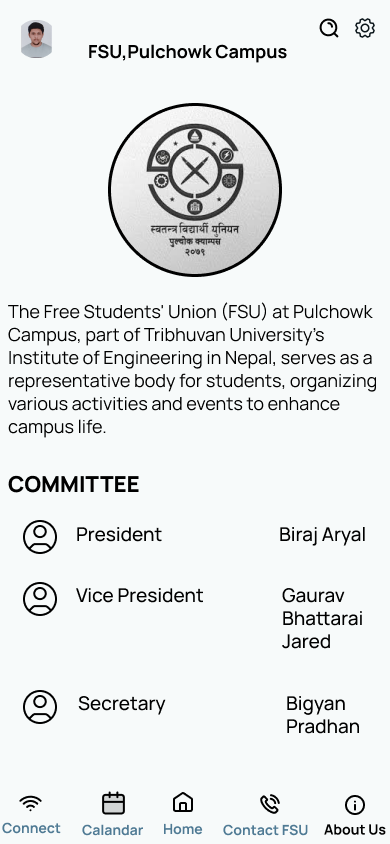 FSU,Pulchowk Campus
स्वतन्त्र विद्यार्थी युनियन
पुल्चोक क्याम्पस
२०७९
The Free Students' Union (FSU) at Pulchowk
Campus, part of Tribhuvan University's
Institute of Engineering in Nepal, serves as a
representative body for students, organizing
various activities and events to enhance
campus life.
COMMITTEE
President Biraj Aryal
Vice President Gaurav
Bhattarai
Jared
Secretary Bigyan
Pradhan
Connect Calandar Home Contact FSU About Us